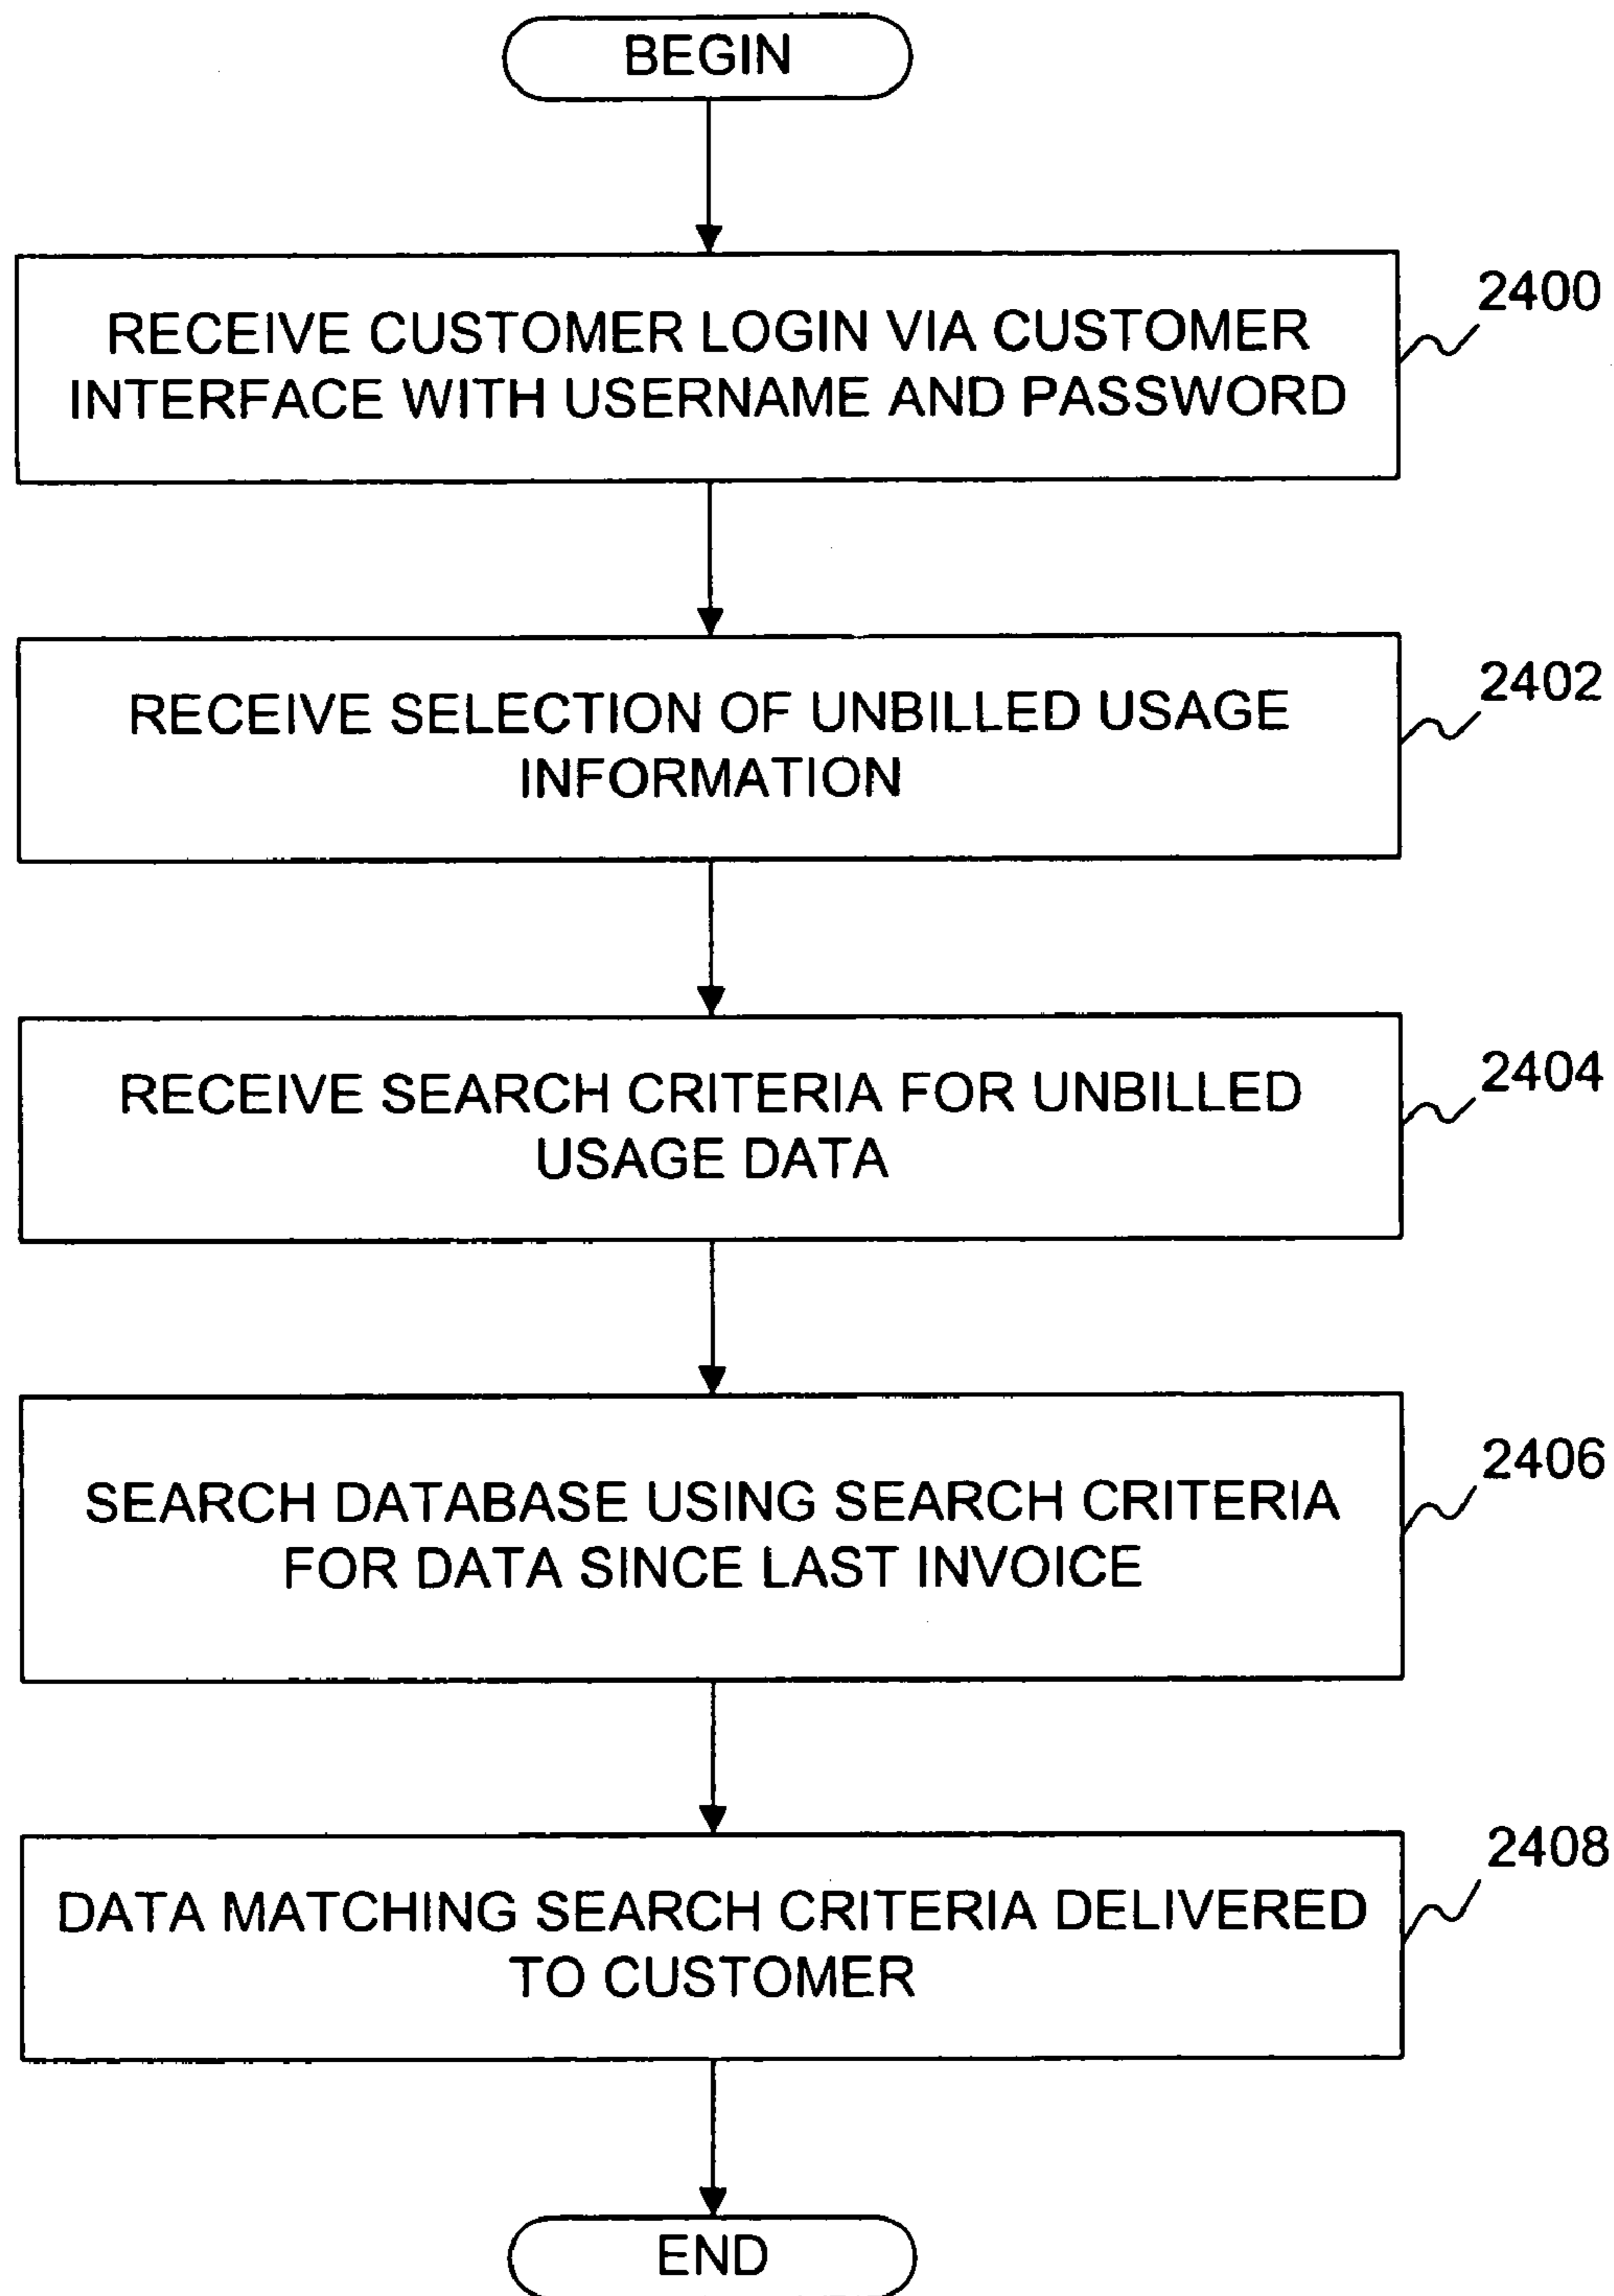 BEGIN
RECEIVE CUSTOMER LOGIN VIA CUSTOMER
INTERFACE WITH USERNAME AND PASSWORD
2400
RECEIVE SELECTION OF UNBILLED USAGE
INFORMATION
2402
RECEIVE SEARCH CRITERIA FOR UNBILLED
USAGE DATA
2404
SEARCH DATABASE USING SEARCH CRITERIA
FOR DATA SINCE LAST INVOICE
2406
DATA MATCHING SEARCH CRITERIA DELIVERED
TO CUSTOMER
2408
END